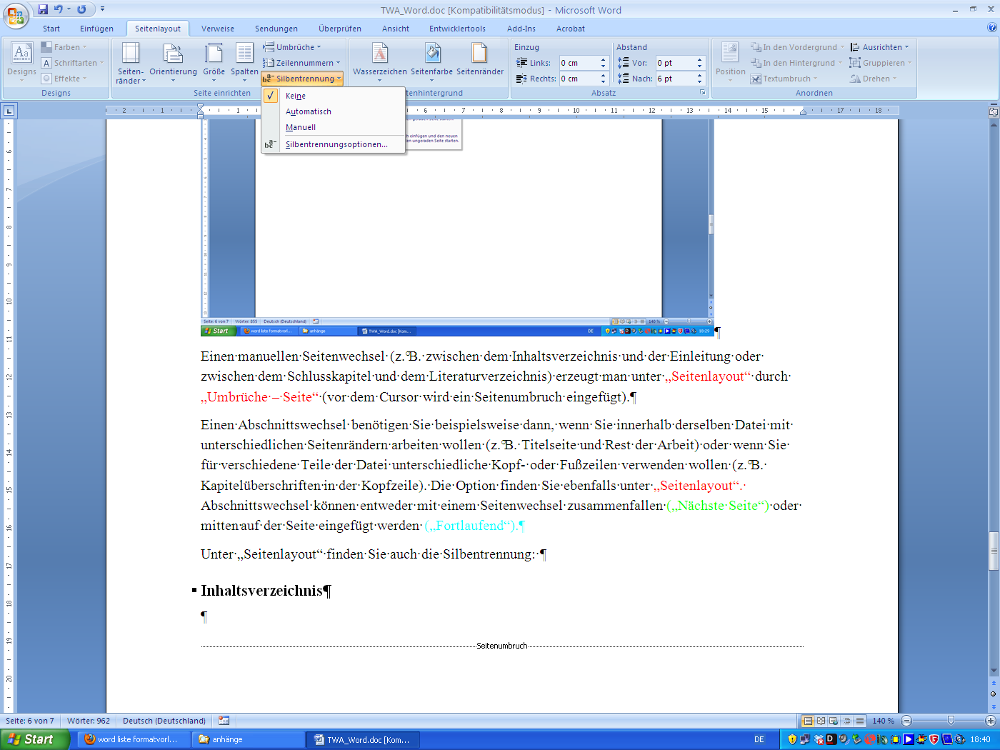 TWA_Word.doc [Kompatibilitätsmodus] - Microsoft Word
Start Einfügen Seitenlayout Verweise Sendungen Überprüfen Ansicht Entwicklertools Add-Ins Acrobat
Designs
Farben
Schriftarten
Effekte
Designs
Seiten-
ränder
Orientierung
Größe
Spalten
Umbrüche
Zeilennummern
Silbentrennung
Seite einrichten
Wasserzeichen
Seitenfarbe
Seitenränder
tenhintergrund
Einzug
Links: 0 cm
Rechts: 0 cm
Abstand
Vor: 0 pt
Nach: 6 pt
Absatz
Position
In den Vordergrund
In den Hintergrund
Textumbruch
Ausrichten
Gruppieren
Drehen
Anordnen
Keine
Automatisch
Manuell
Silbentrennungsoptionen...
2 1 1 6 7 8 9 10 11 12 13 14 15 17 18
6
7
8
9
10
11
12
13
14
15
16
17
18
19
20
ch einfügen und den neuen
ten ungeraden Seite starten.
Seite: 6 von 7 Wörter: 855 Deutsch (Deutschland) 140 %
Start word liste formatvorl... anhänge TWA_Word.doc [Kom... DE 18:29
¶
Einen·manuellen·Seitenwechsel·(z.°B.·zwischen·dem·Inhaltsverzeichnis·und·der·Einleitung·oder·
zwischen·dem·Schlusskapitel·und·dem·Literaturverzeichnis)·erzeugt·man·unter·„Seitenlayout“·durch·
„Umbrüche·–·Seite“·(vor·dem·Cursor·wird·ein·Seitenumbruch·eingefügt).¶
Einen·Abschnittswechsel·benötigen·Sie·beispielsweise·dann,·wenn·Sie·innerhalb·derselben·Datei·mit·
unterschiedlichen·Seitenrändern·arbeiten·wollen·(z.°B.·Titelseite·und·Rest·der·Arbeit)·oder·wenn·Sie·
für·verschiedene·Teile·der·Datei·unterschiedliche·Kopf-·oder·Fußzeilen·verwenden·wollen·(z.°B.·
Kapitelüberschriften·in·der·Kopfzeile).·Die·Option·finden·Sie·ebenfalls·unter·„Seitenlayout“.·
Abschnittswechsel·können·entweder·mit·einem·Seitenwechsel·zusammenfallen·(„Nächste·Seite“)·oder·
mitten·auf·der·Seite·eingefügt·werden·(„Fortlaufend“).¶
Unter·„Seitenlayout“·finden·Sie·auch·die·Silbentrennung:·¶
Inhaltsverzeichnis¶
¶
Seitenumbruch
Seite: 6 von 7 Wörter: 962 Deutsch (Deutschland) 140 %
Start word liste formatvorl... anhänge TWA_Word.doc [Kom... DE 18:40